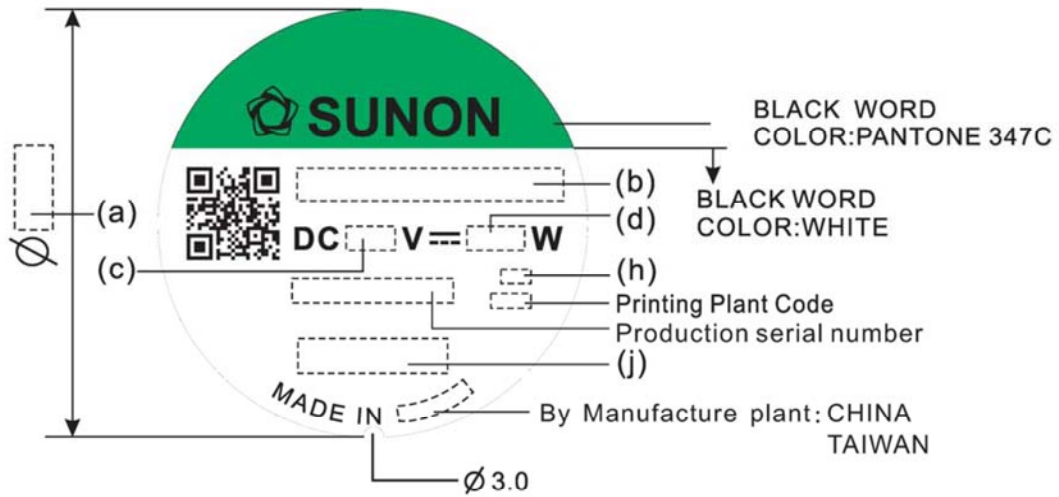 SUNON
BLACK WORD
COLOR:PANTONE 347C
(b)
BLACK WORD
COLOR:WHITE
(a)
(d)
DC V W
(c)
(h)
Printing Plant Code
Production serial number
(j)
MADE IN
By Manufacture plant: CHINA
TAIWAN
Ø
Ø 3.0